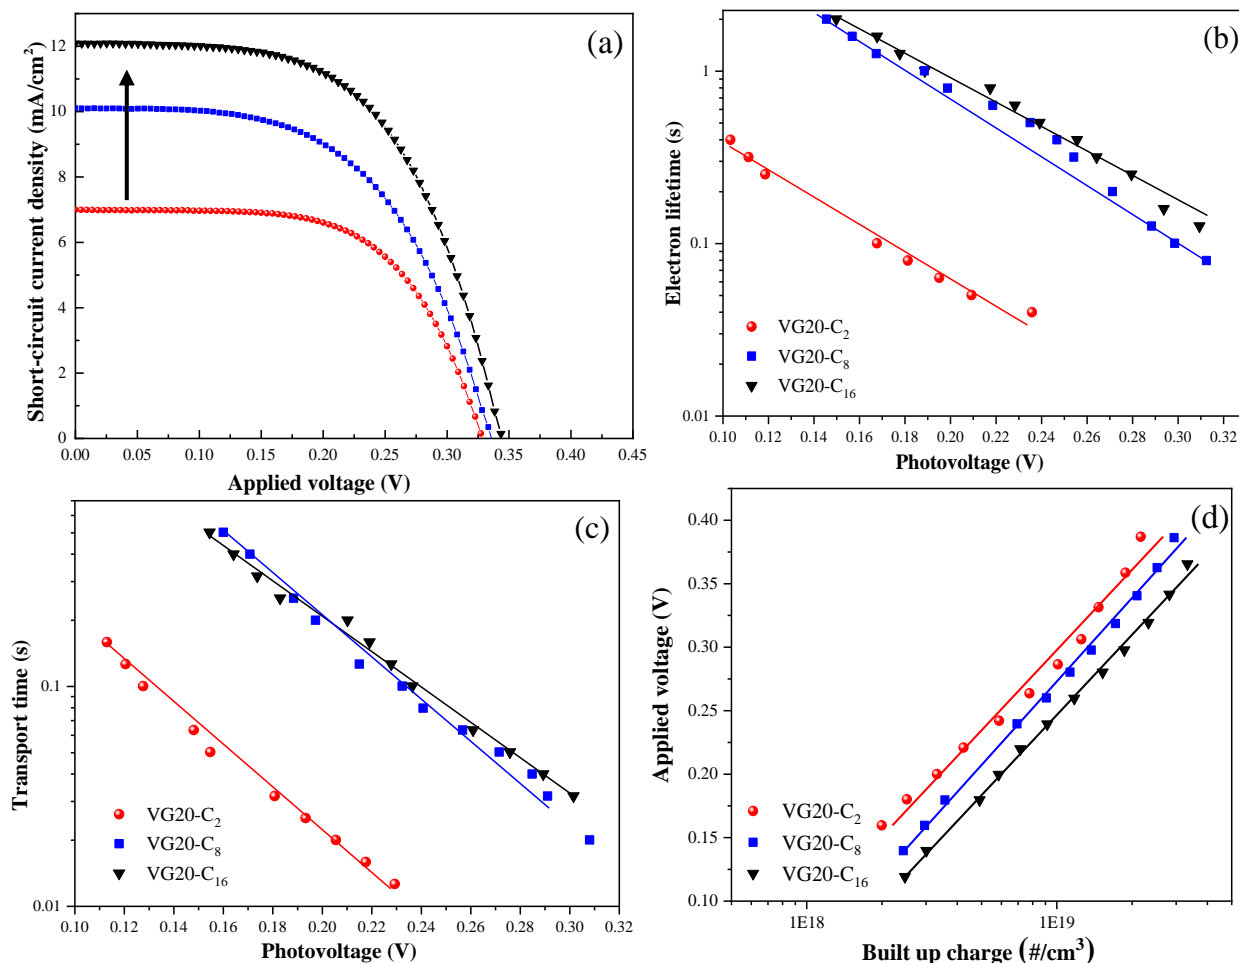 (a)
Short-circuit current density (mA/cm²)
12
10
8
6
4
2
0
0.00 0.05 0.10 0.15 0.20 0.25 0.30 0.35 0.40 0.45
Applied voltage (V)
(b)
Electron lifetime (s)
1
0.1
0.01
VG20-C₂
VG20-C₈
VG20-C₁₆
0.10 0.12 0.14 0.16 0.18 0.20 0.22 0.24 0.26 0.28 0.30 0.32
Photovoltage (V)
(c)
Transport time (s)
0.1
0.01
VG20-C₂
VG20-C₈
VG20-C₁₆
0.10 0.12 0.14 0.16 0.18 0.20 0.22 0.24 0.26 0.28 0.30 0.32
Photovoltage (V)
(d)
Applied voltage (V)
0.40
0.35
0.30
0.25
0.20
0.15
0.10
VG20-C₂
VG20-C₈
VG20-C₁₆
1E18 1E19
Built up charge (#/cm³)